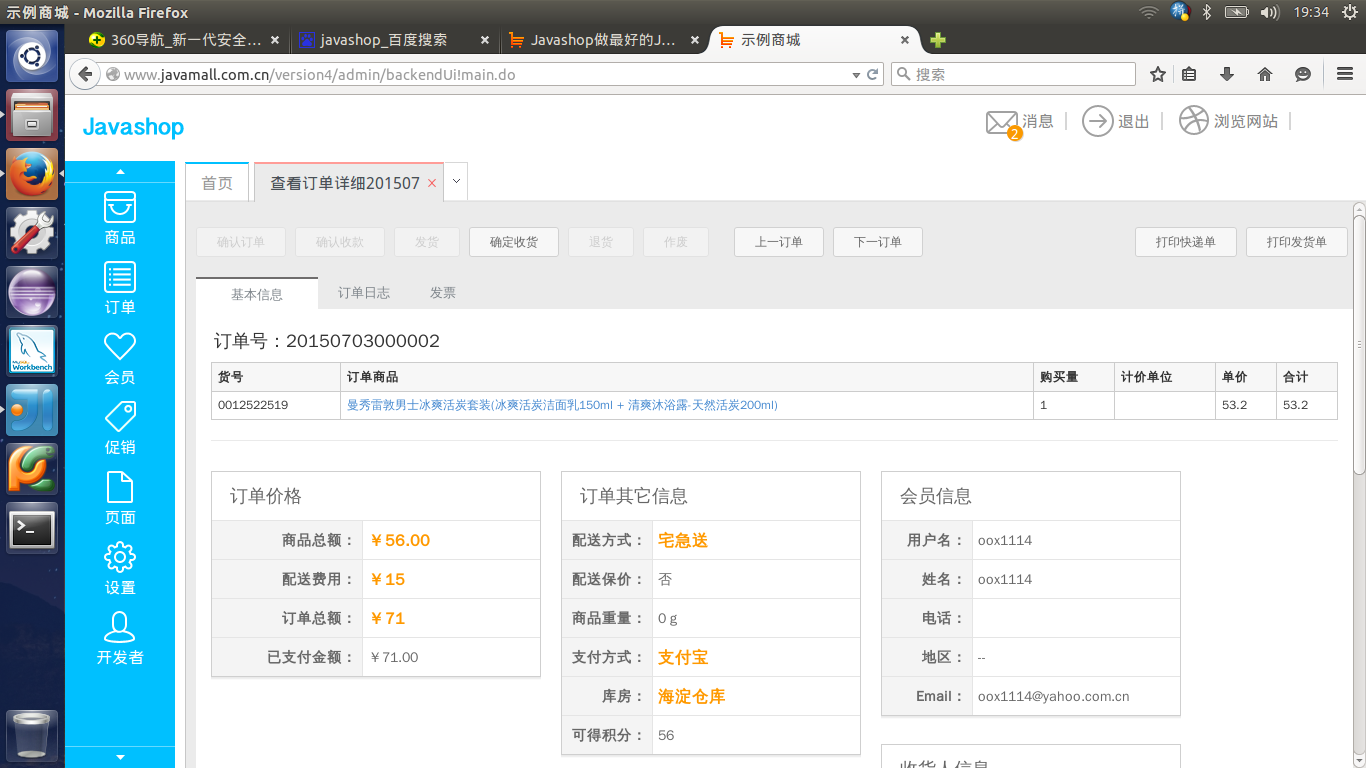 示例商城 - Mozilla Firefox 19:34
360导航_新一代安全... javashop_百度搜索 Javashop做最好的J... 示例商城
www.javamall.com.cn/version4/admin/backendUi!main.do 搜索
Javashop 2 消息 退出 浏览网站
首页 查看订单详细201507
商品
订单
会员
促销
页面
设置
开发者
确认订单 确认收款 发货 确定收货 退货 作废 上一订单 下一订单 打印快递单 打印发货单
基本信息 订单日志 发票
订单号：20150703000002
货号 订单商品 购买量 计价单位 单价 合计
0012522519 曼秀雷敦男士冰爽活炭套装(冰爽活炭洁面乳150ml + 清爽沐浴露-天然活炭200ml) 1 53.2 53.2
订单价格
商品总额： ￥56.00
配送费用： ￥15
订单总额： ￥71
已支付金额： ￥71.00
订单其它信息
配送方式： 宅急送
配送保价： 否
商品重量： 0 g
支付方式： 支付宝
库房： 海淀仓库
可得积分： 56
会员信息
用户名： oox1114
姓名： oox1114
电话：
地区： --
Email： oox1114@yahoo.com.cn
收货人信息
Workbench